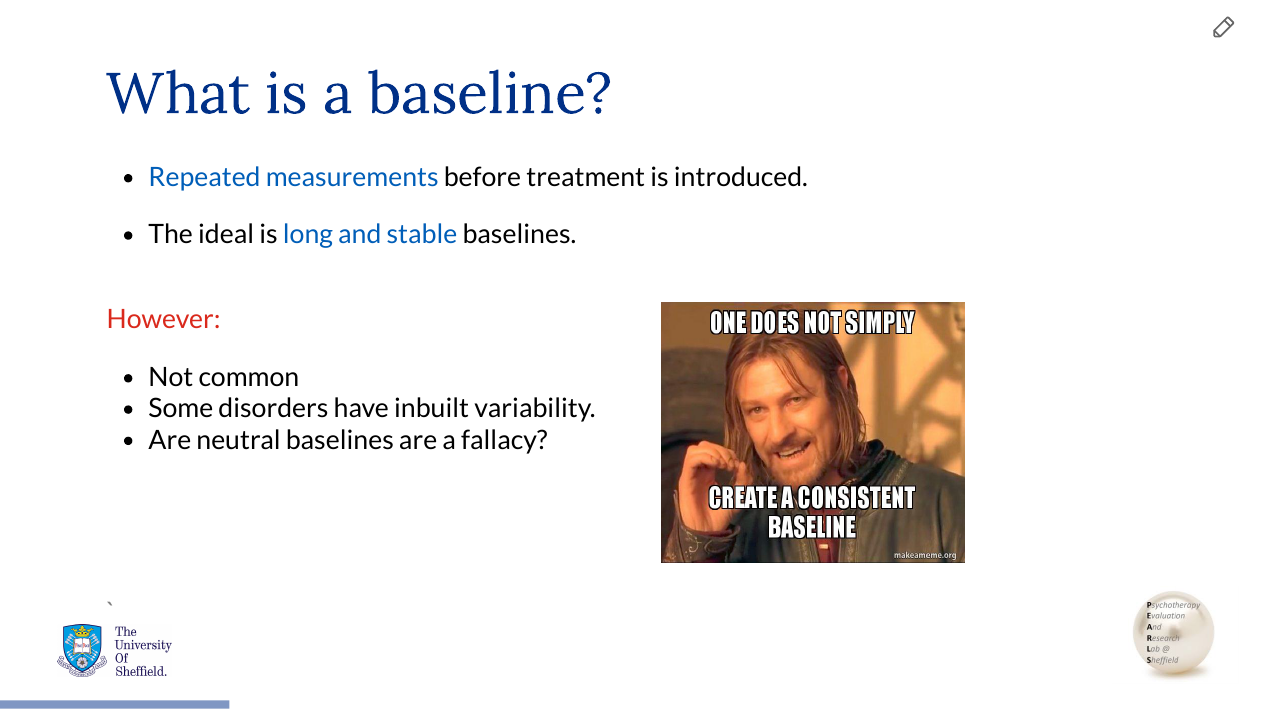 What is a baseline?
• Repeated measurements before treatment is introduced.
• The ideal is long and stable baselines.
However:
• Not common
• Some disorders have inbuilt variability.
• Are neutral baselines are a fallacy?
ONE DOES NOT SIMPLY
CREATE A CONSISTENT
BASELINE
makeameme.org
`
The
University
Of
Sheffield.
Psychotherapy
Evaluation
And
Research
Lab @
Sheffield